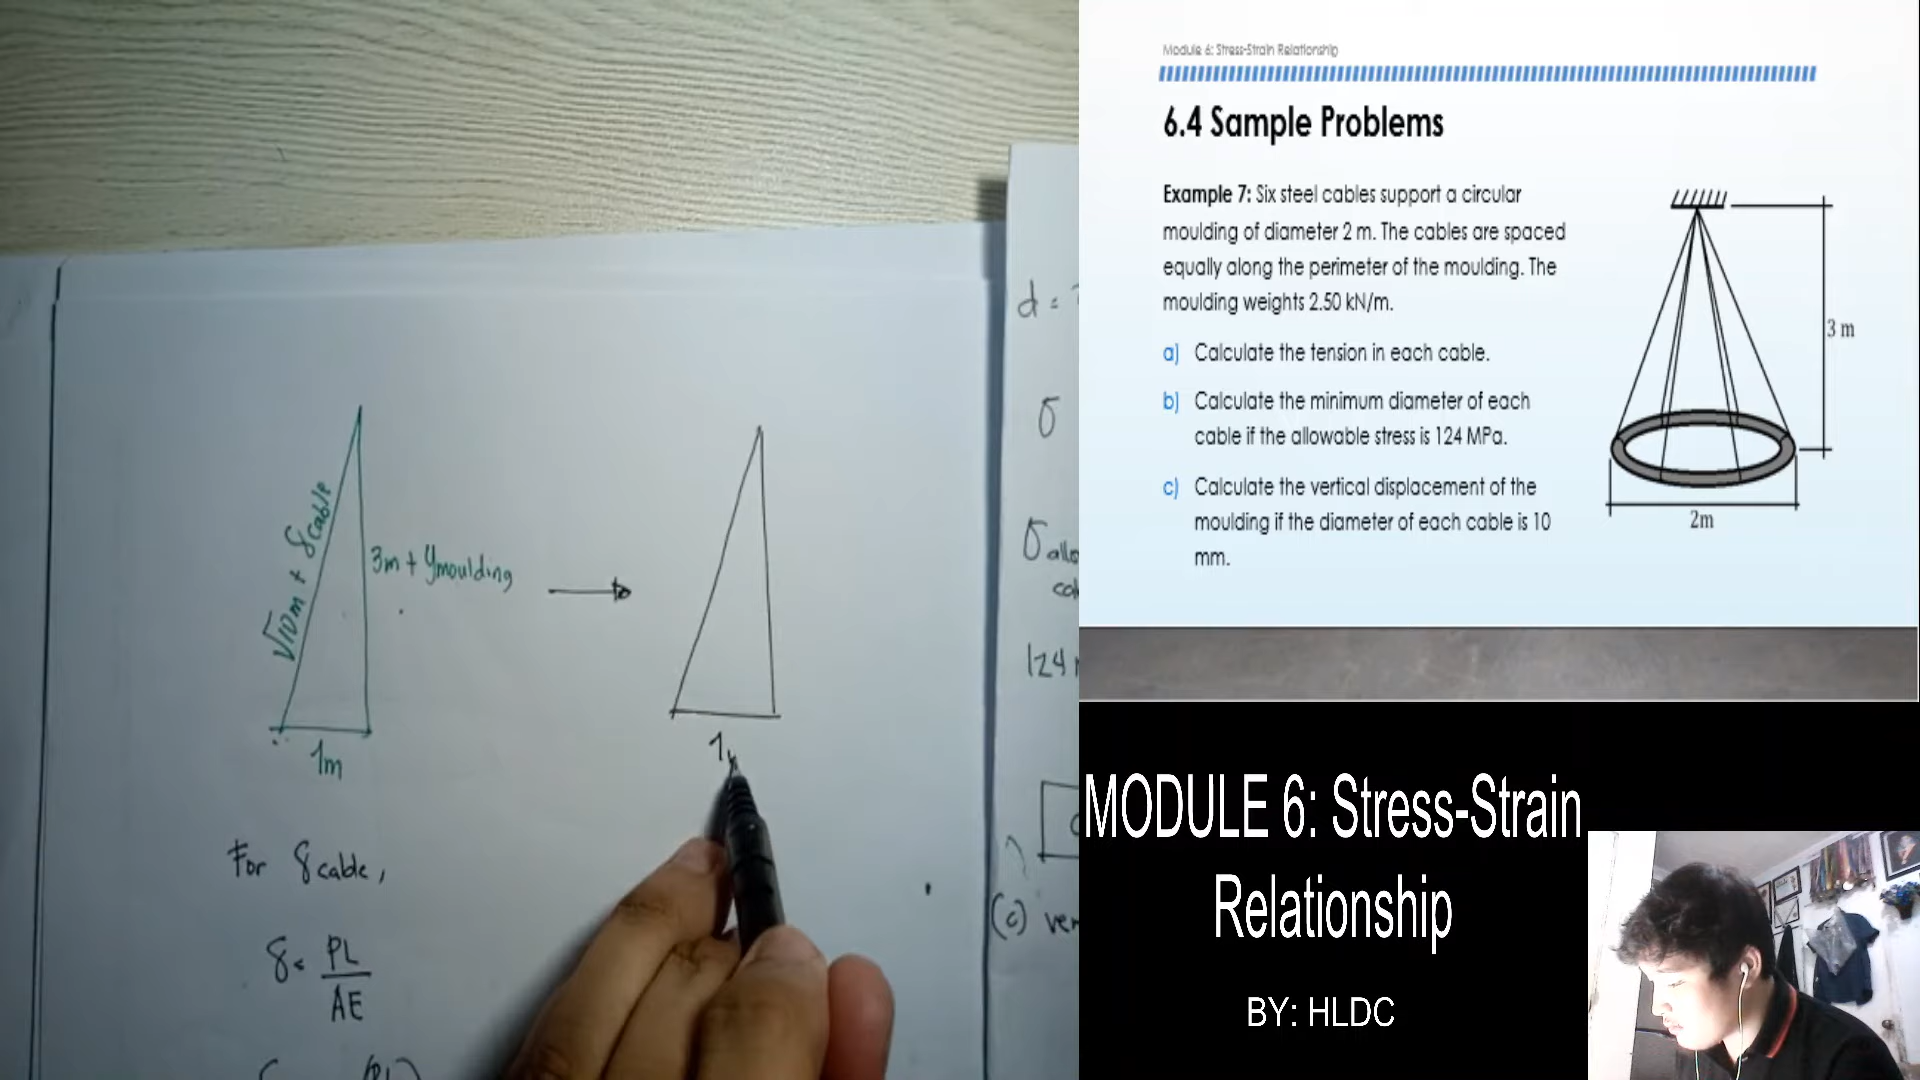 √10m + δcable
3m + ymoulding
1m
1
For δcable,
δ = PL
AE
d =
σ
σallo
124
(c) ver
Module 6: Stress-Strain Relationship
6.4 Sample Problems
Example 7: Six steel cables support a circular
moulding of diameter 2 m. The cables are spaced
equally along the perimeter of the moulding. The
moulding weights 2.50 kN/m.
a) Calculate the tension in each cable.
b) Calculate the minimum diameter of each
cable if the allowable stress is 124 MPa.
c) Calculate the vertical displacement of the
moulding if the diameter of each cable is 10
mm.
3 m
2m
MODULE 6: Stress-Strain
Relationship
BY: HLDC